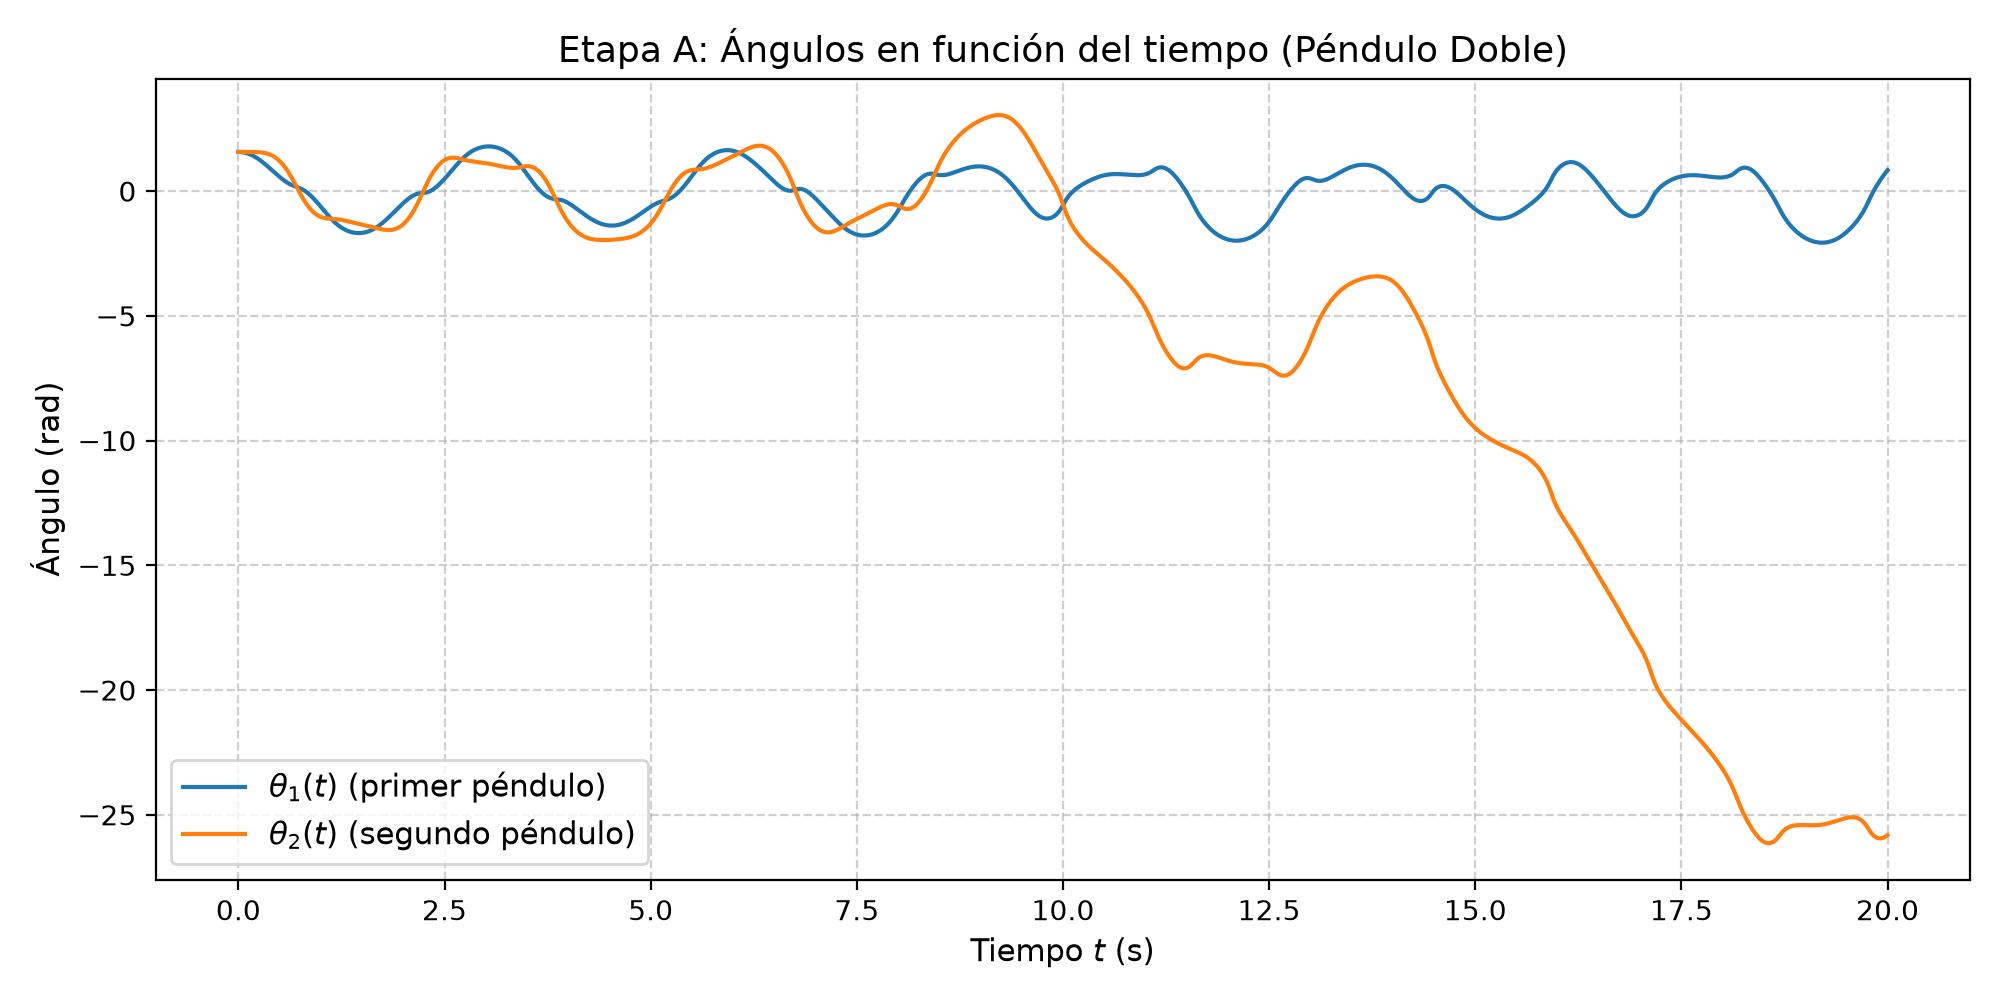 Etapa A: Ángulos en función del tiempo (Péndulo Doble)
Ángulo (rad)
0
−5
−10
−15
−20
−25
θ₁(t) (primer péndulo)
θ₂(t) (segundo péndulo)
0.0 2.5 5.0 7.5 10.0 12.5 15.0 17.5 20.0
Tiempo t (s)